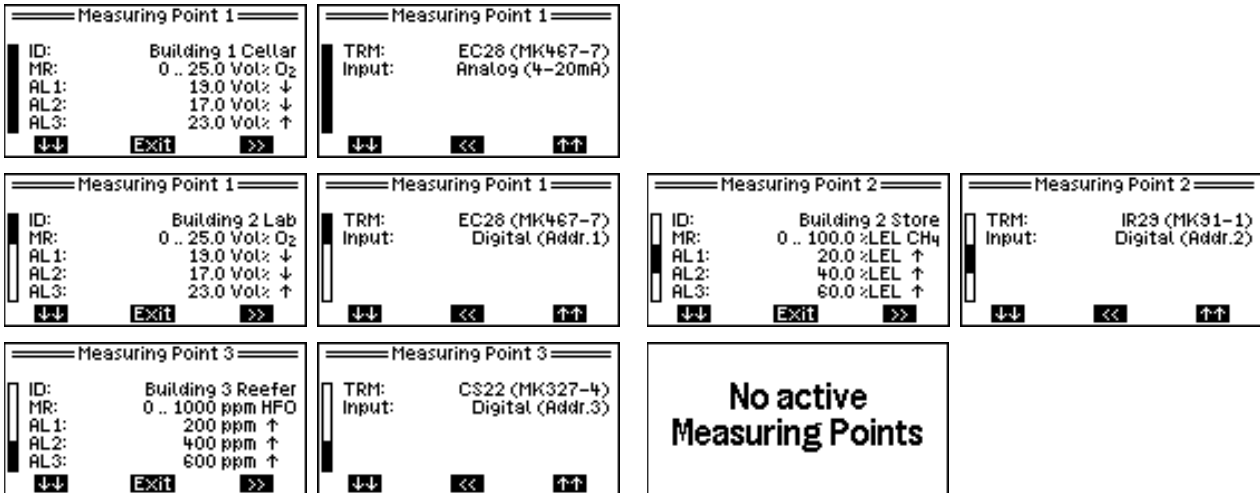 Measuring Point 1
ID: Building 1 Cellar
MR: 0 .. 25.0 Vol% O₂
AL1: 19.0 Vol% ↓
AL2: 17.0 Vol% ↓
AL3: 23.0 Vol% ↑
↓↓ Exit >>
Measuring Point 1
TRM: EC28 (MK467-7)
Input: Analog (4-20mA)
↓↓ << ↑↑
Measuring Point 1
ID: Building 2 Lab
MR: 0 .. 25.0 Vol% O₂
AL1: 19.0 Vol% ↓
AL2: 17.0 Vol% ↓
AL3: 23.0 Vol% ↑
↓↓ Exit >>
Measuring Point 1
TRM: EC28 (MK467-7)
Input: Digital (Addr.1)
↓↓ << ↑↑
Measuring Point 2
ID: Building 2 Store
MR: 0 .. 100.0 %LEL CH₄
AL1: 20.0 %LEL ↑
AL2: 40.0 %LEL ↑
AL3: 60.0 %LEL ↑
↓↓ Exit >>
Measuring Point 2
TRM: IR29 (MK91-1)
Input: Digital (Addr.2)
↓↓ << ↑↑
Measuring Point 3
ID: Building 3 Reefer
MR: 0 .. 1000 ppm HFO
AL1: 200 ppm ↑
AL2: 400 ppm ↑
AL3: 600 ppm ↑
↓↓ Exit >>
Measuring Point 3
TRM: CS22 (MK327-4)
Input: Digital (Addr.3)
↓↓ << ↑↑
No active
Measuring Points